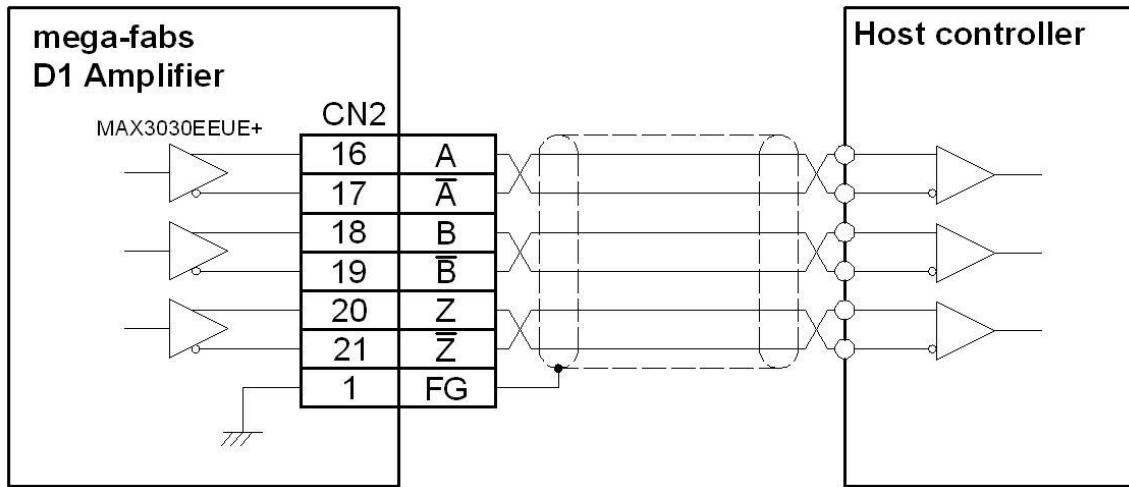 mega-fabs
D1 Amplifier
Host controller
MAX3030EEUE+
CN2
16 A
17 A̅
18 B
19 B̅
20 Z
21 Z̅
1 FG